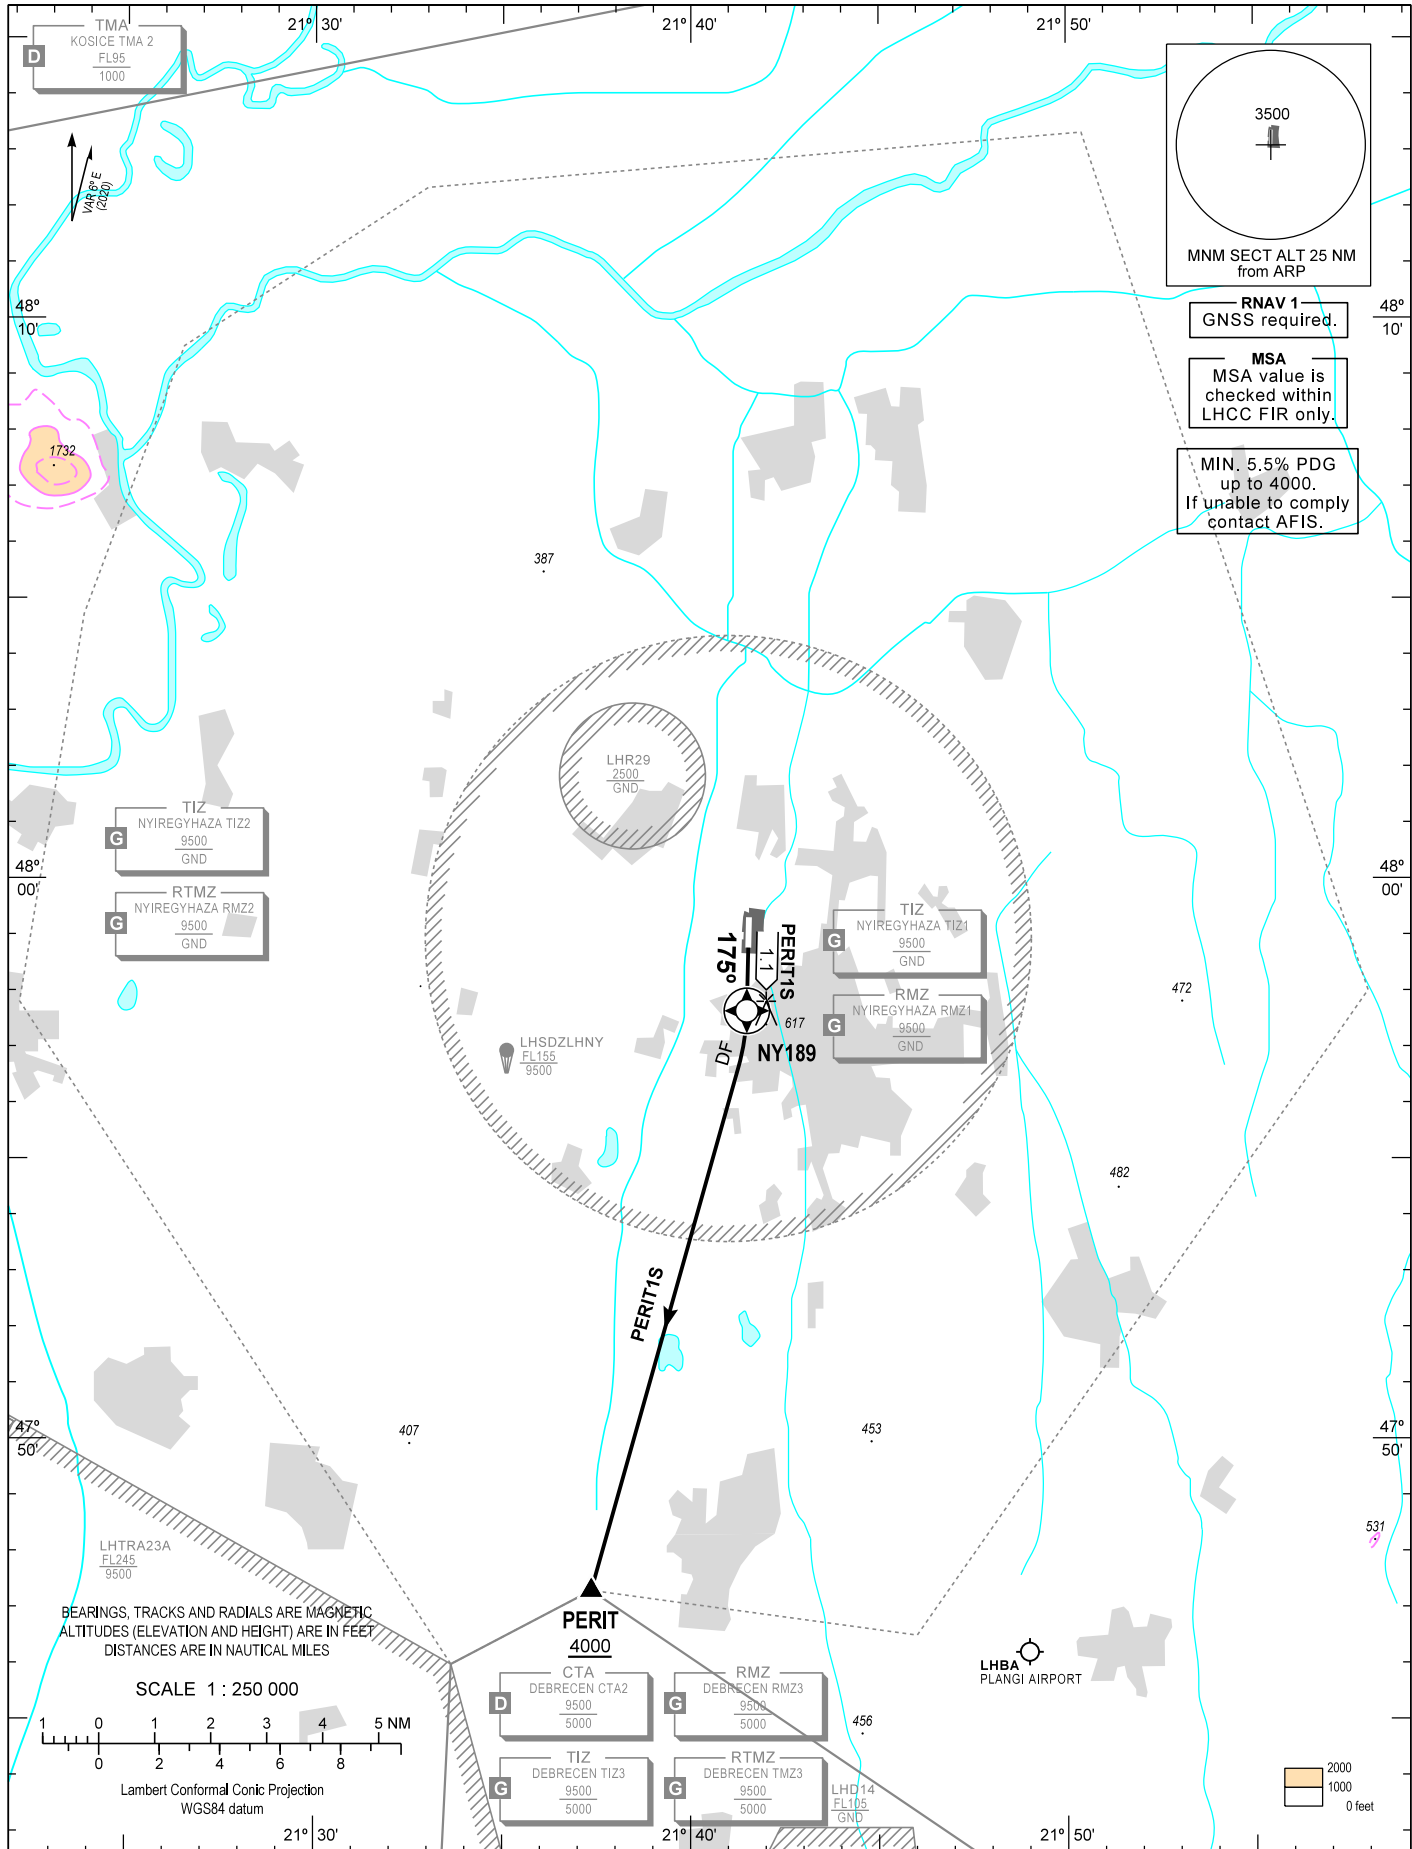 21° 30'
21° 40'
21° 50'
TMA
KOSICE TMA 2
D
FL95
1000
VAR 6° E
(2020)
3500
MNM SECT ALT 25 NM
from ARP
48°
10'
48°
10'
RNAV 1
GNSS required.
MSA
MSA value is
checked within
LHCC FIR only.
MIN. 5.5% PDG
up to 4000.
If unable to comply
contact AFIS.
1732
387
LHR29
2500
GND
TIZ
NYIREGYHAZA TIZ2
G
9500
GND
RTMZ
NYIREGYHAZA RMZ2
G
9500
GND
48°
00'
48°
00'
175°
1.1
PERIT1S
TIZ
NYIREGYHAZA TIZ1
G
9500
GND
RMZ
NYIREGYHAZA RMZ1
G
9500
GND
472
617
NY189
DF
LHSDZLHNY
FL155
9500
482
PERIT1S
407
453
47°
50'
47°
50'
531
LHTRA23A
FL245
9500
BEARINGS, TRACKS AND RADIALS ARE MAGNETIC
ALTITUDES (ELEVATION AND HEIGHT) ARE IN FEET
DISTANCES ARE IN NAUTICAL MILES
SCALE 1 : 250 000
1 0 1 2 3 4 5 NM
0 2 4 6 8
Lambert Conformal Conic Projection
WGS84 datum
PERIT
4000
CTA
DEBRECEN CTA2
D
9500
5000
RMZ
DEBRECEN RMZ3
G
9500
5000
TIZ
DEBRECEN TIZ3
G
9500
5000
RTMZ
DEBRECEN TMZ3
G
9500
5000
LHBA
PLANGI AIRPORT
456
LHD14
FL105
GND
2000
1000
0 feet
21° 30'
21° 40'
21° 50'